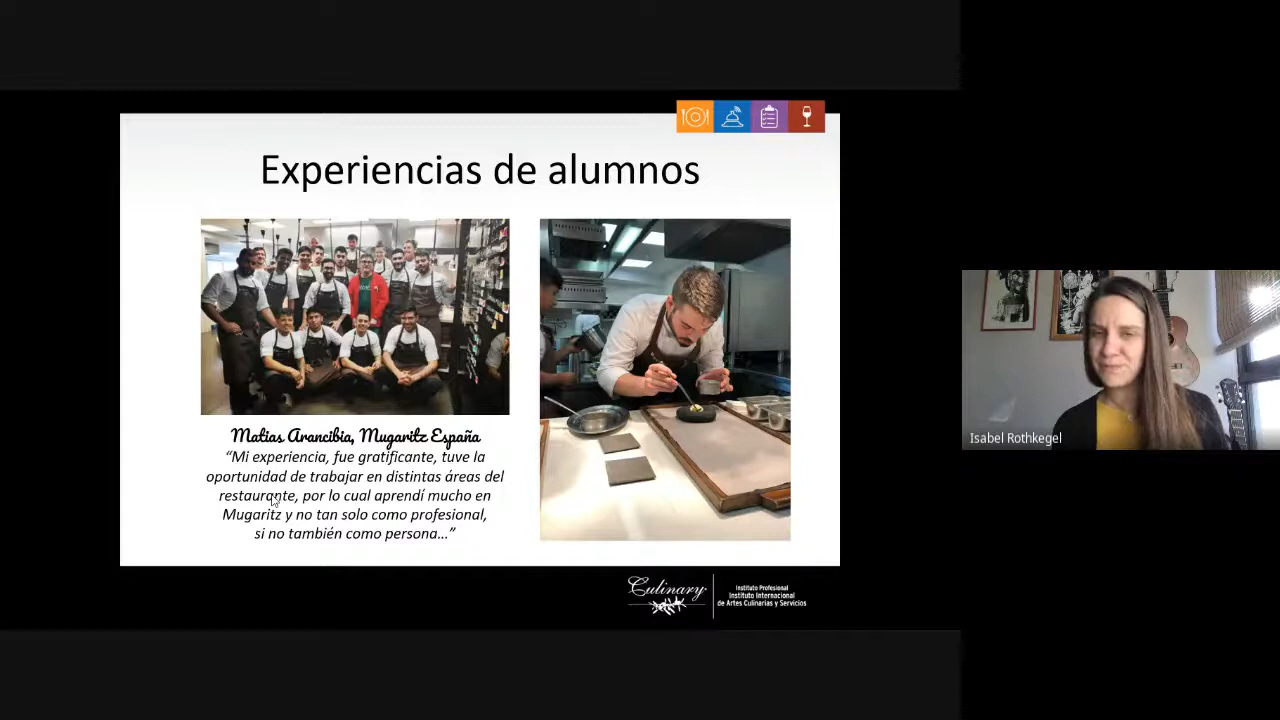 Experiencias de alumnos
Matias Arancibia, Mugaritz España
“Mi experiencia, fue gratificante, tuve la
oportunidad de trabajar en distintas áreas del
restaurante, por lo cual aprendí mucho en
Mugaritz y no tan solo como profesional,
si no también como persona…”
Isabel Rothkegel
Culinary
Instituto Profesional
Instituto Internacional
de Artes Culinarias y Servicios